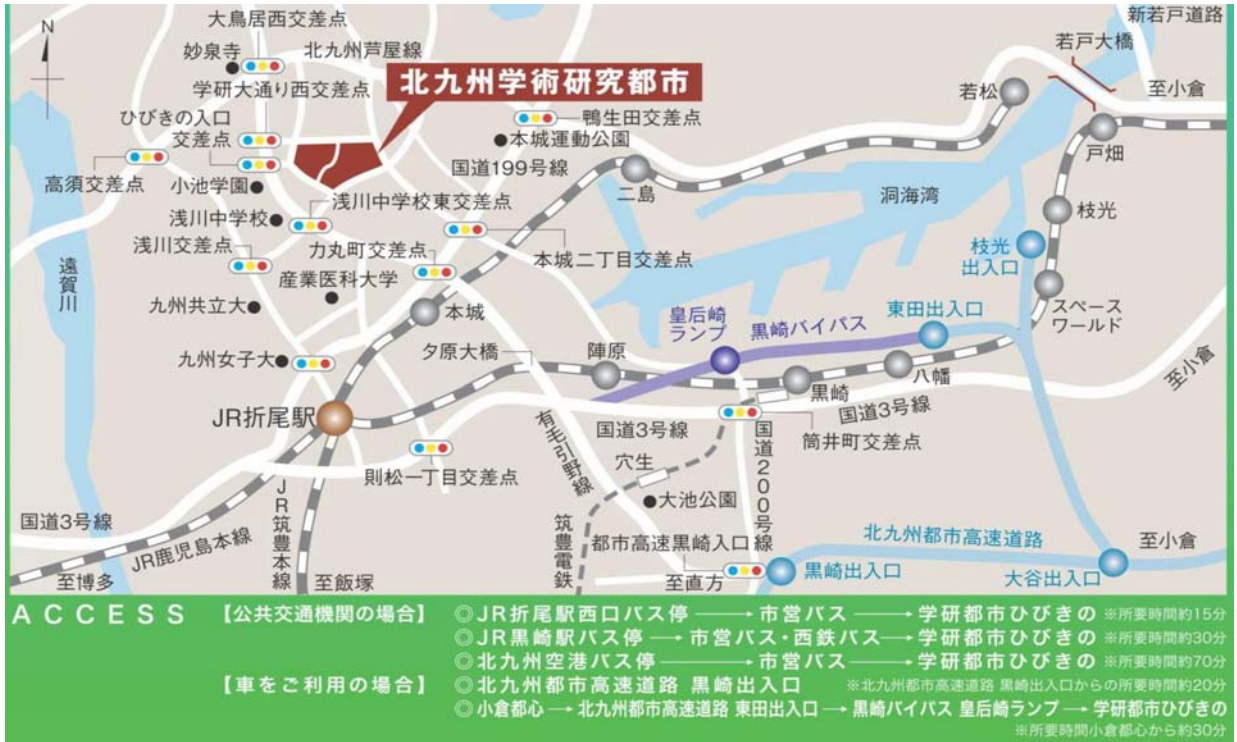 N
大鳥居西交差点
妙泉寺
北九州芦屋線
新若戸道路
若戸大橋
学研大通り西交差点
北九州学術研究都市
若松
至小倉
ひびきの入口
交差点
鴨生田交差点
本城運動公園
戸畑
高須交差点
小池学園
国道199号線
二島
洞海湾
浅川中学校
浅川中学校東交差点
枝光
浅川交差点
力丸町交差点
本城二丁目交差点
枝光
出入口
遠賀川
産業医科大学
九州共立大
本城
皇后崎
ランプ
黒崎バイパス
東田出入口
スペース
ワールド
九州女子大
夕原大橋
陣原
八幡
至小倉
JR折尾駅
黒崎
国道3号線
有毛引野線
国道3号線
筒井町交差点
則松一丁目交差点
穴生
国道200号線
大池公園
国道3号線
JR鹿児島本線
JR筑豊本線
筑豊電鉄
都市高速黒崎入口
北九州都市高速道路
至小倉
至博多
至飯塚
至直方
黒崎出入口
大谷出入口
ACCESS
【公共交通機関の場合】 ◎JR折尾駅西口バス停 → 市営バス → 学研都市ひびきの ※所要時間約15分
◎JR黒崎駅バス停 → 市営バス・西鉄バス → 学研都市ひびきの ※所要時間約30分
◎北九州空港バス停 → 市営バス → 学研都市ひびきの ※所要時間約70分
【車をご利用の場合】 ◎北九州都市高速道路 黒崎出入口 ※北九州都市高速道路 黒崎出入口からの所要時間約20分
◎小倉都心 → 北九州都市高速道路 東田出入口 → 黒崎バイパス 皇后崎ランプ → 学研都市ひびきの
※所要時間小倉都心から約30分